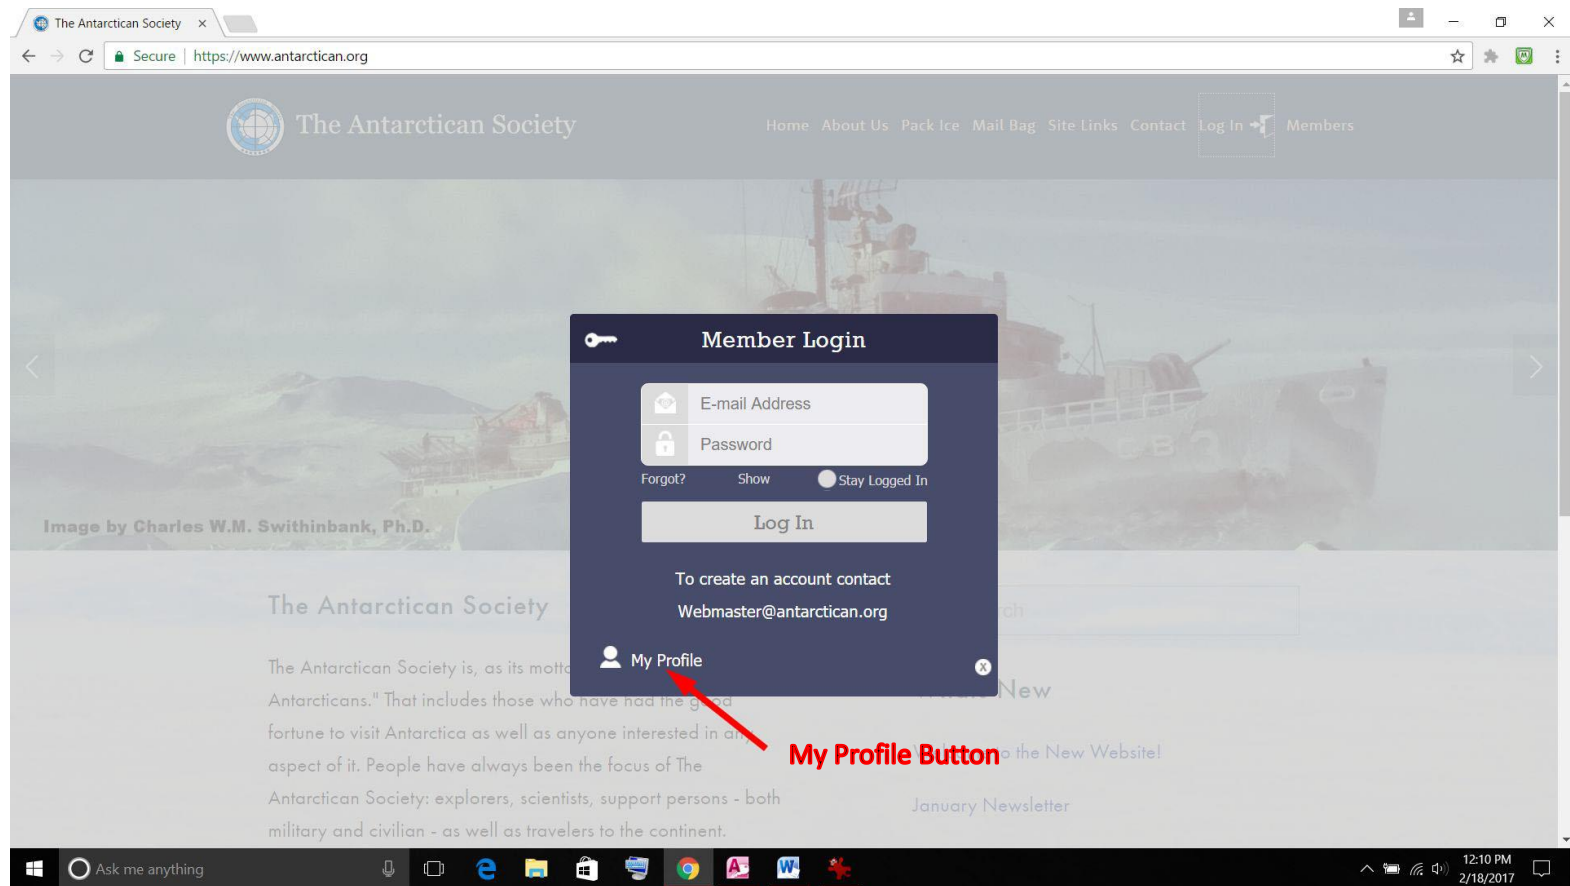 The Antarctican Society
Secure | https://www.antarctican.org
The Antarctican Society
Home About Us Pack Ice Mail Bag Site Links Contact Log In Members
Member Login
E-mail Address
Password
Forgot? Show Stay Logged In
Log In
To create an account contact
Webmaster@antarctican.org
My Profile
My Profile Button
Image by Charles W.M. Swithinbank, Ph.D.
The Antarctican Society
The Antarctican Society is, as its
Antarcticans." That includes those who have had the good
fortune to visit Antarctica as well as anyone interested in
aspect of it. People have always been the focus of The
Antarctican Society: explorers, scientists, support persons - both
military and civilian - as well as travelers to the continent.
New
to the New Website!
January Newsletter
Ask me anything
12:10 PM
2/18/2017